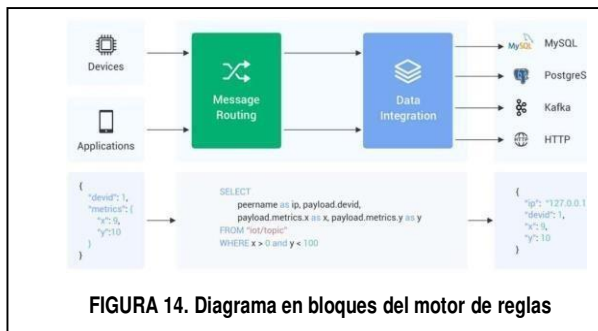 Devices
Applications
Message
Routing
Data
Integration
MySQL
MySQL
PostgreS
Kafka
HTTP
{
"devid": 1,
"metrics": {
"x": 9,
"y":10
}
}
SELECT
peername as ip, payload.devid,
payload.metrics.x as x, payload.metrics.y as y
FROM "iot/topic"
WHERE x > 0 and y < 100
{
"ip": "127.0.0.1
"devid": 1,
"x": 9,
"y": 10
}
FIGURA 14. Diagrama en bloques del motor de reglas